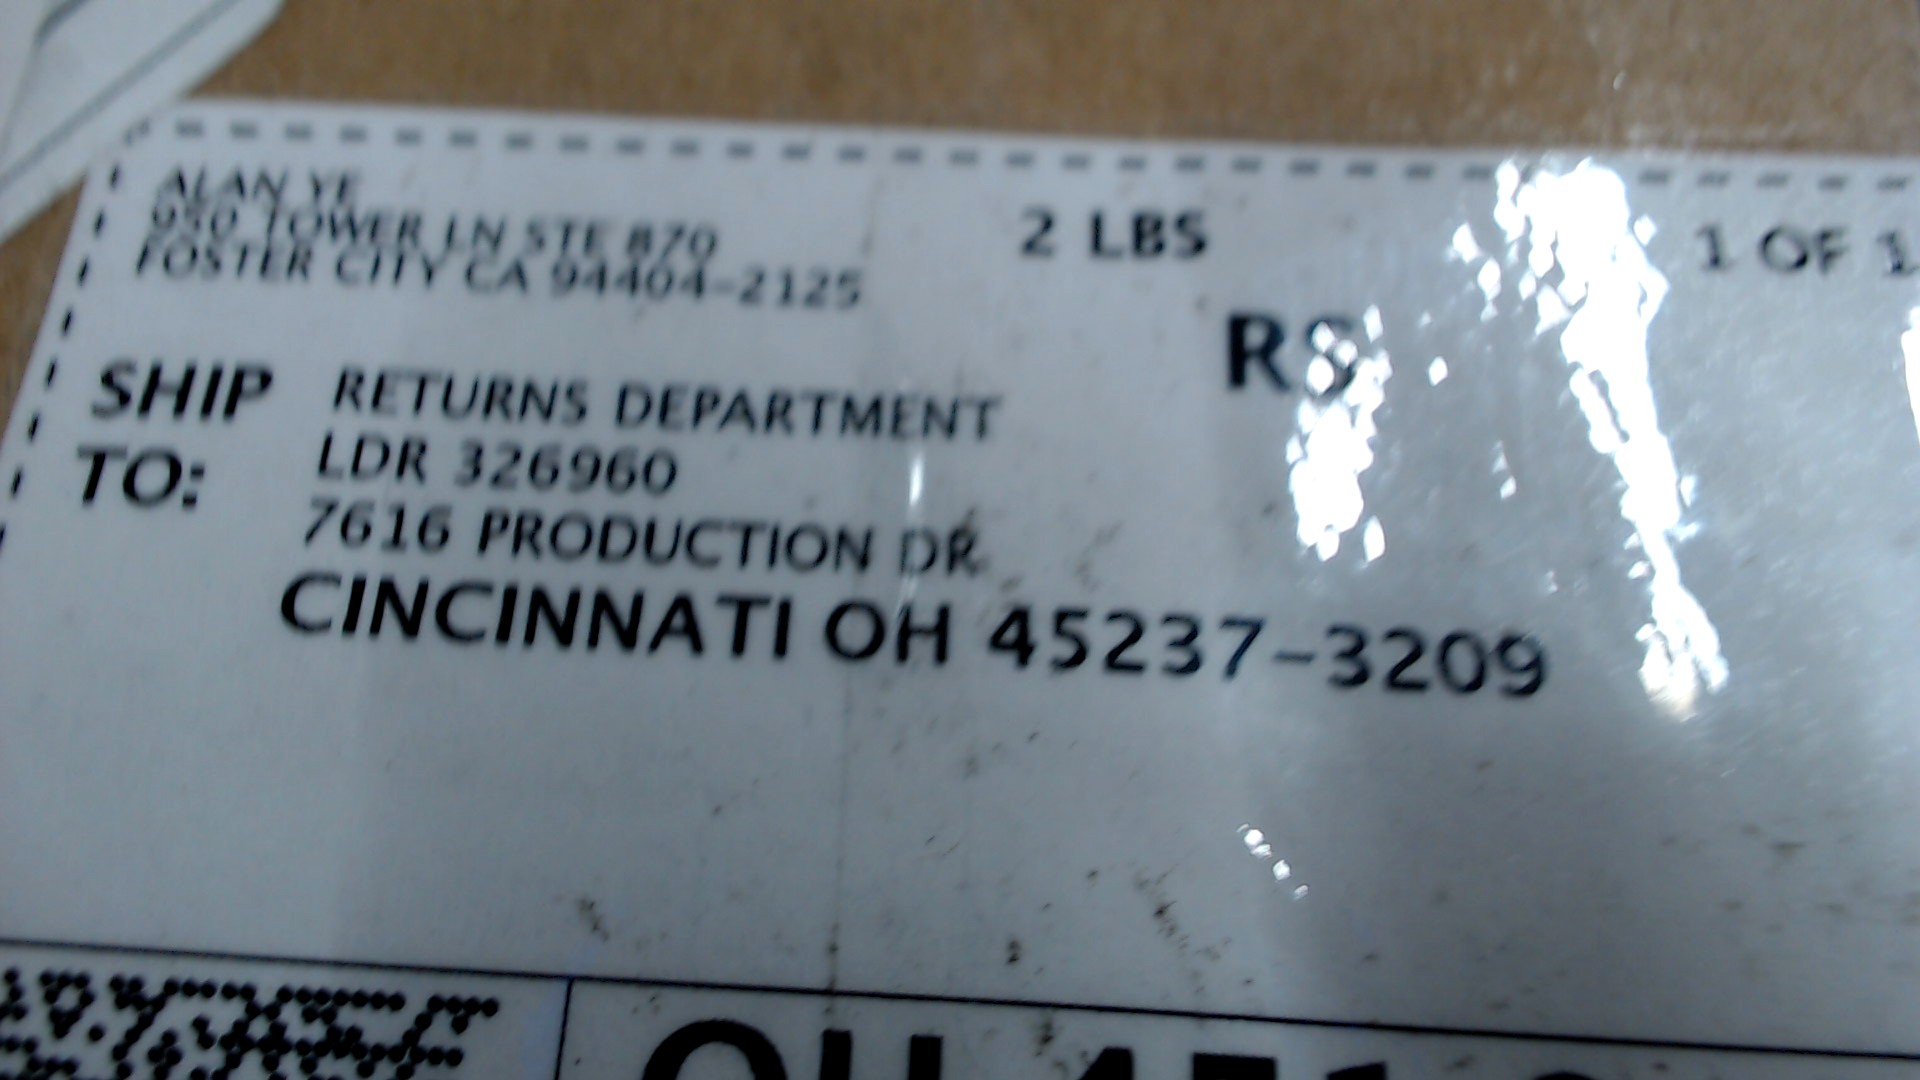 ALAN YE
950 TOWER LN STE 870
FOSTER CITY CA 94404-2125
2 LBS
1 OF 1
RS
SHIP TO:
RETURNS DEPARTMENT
LDR 326960
7616 PRODUCTION DR
CINCINNATI OH 45237-3209